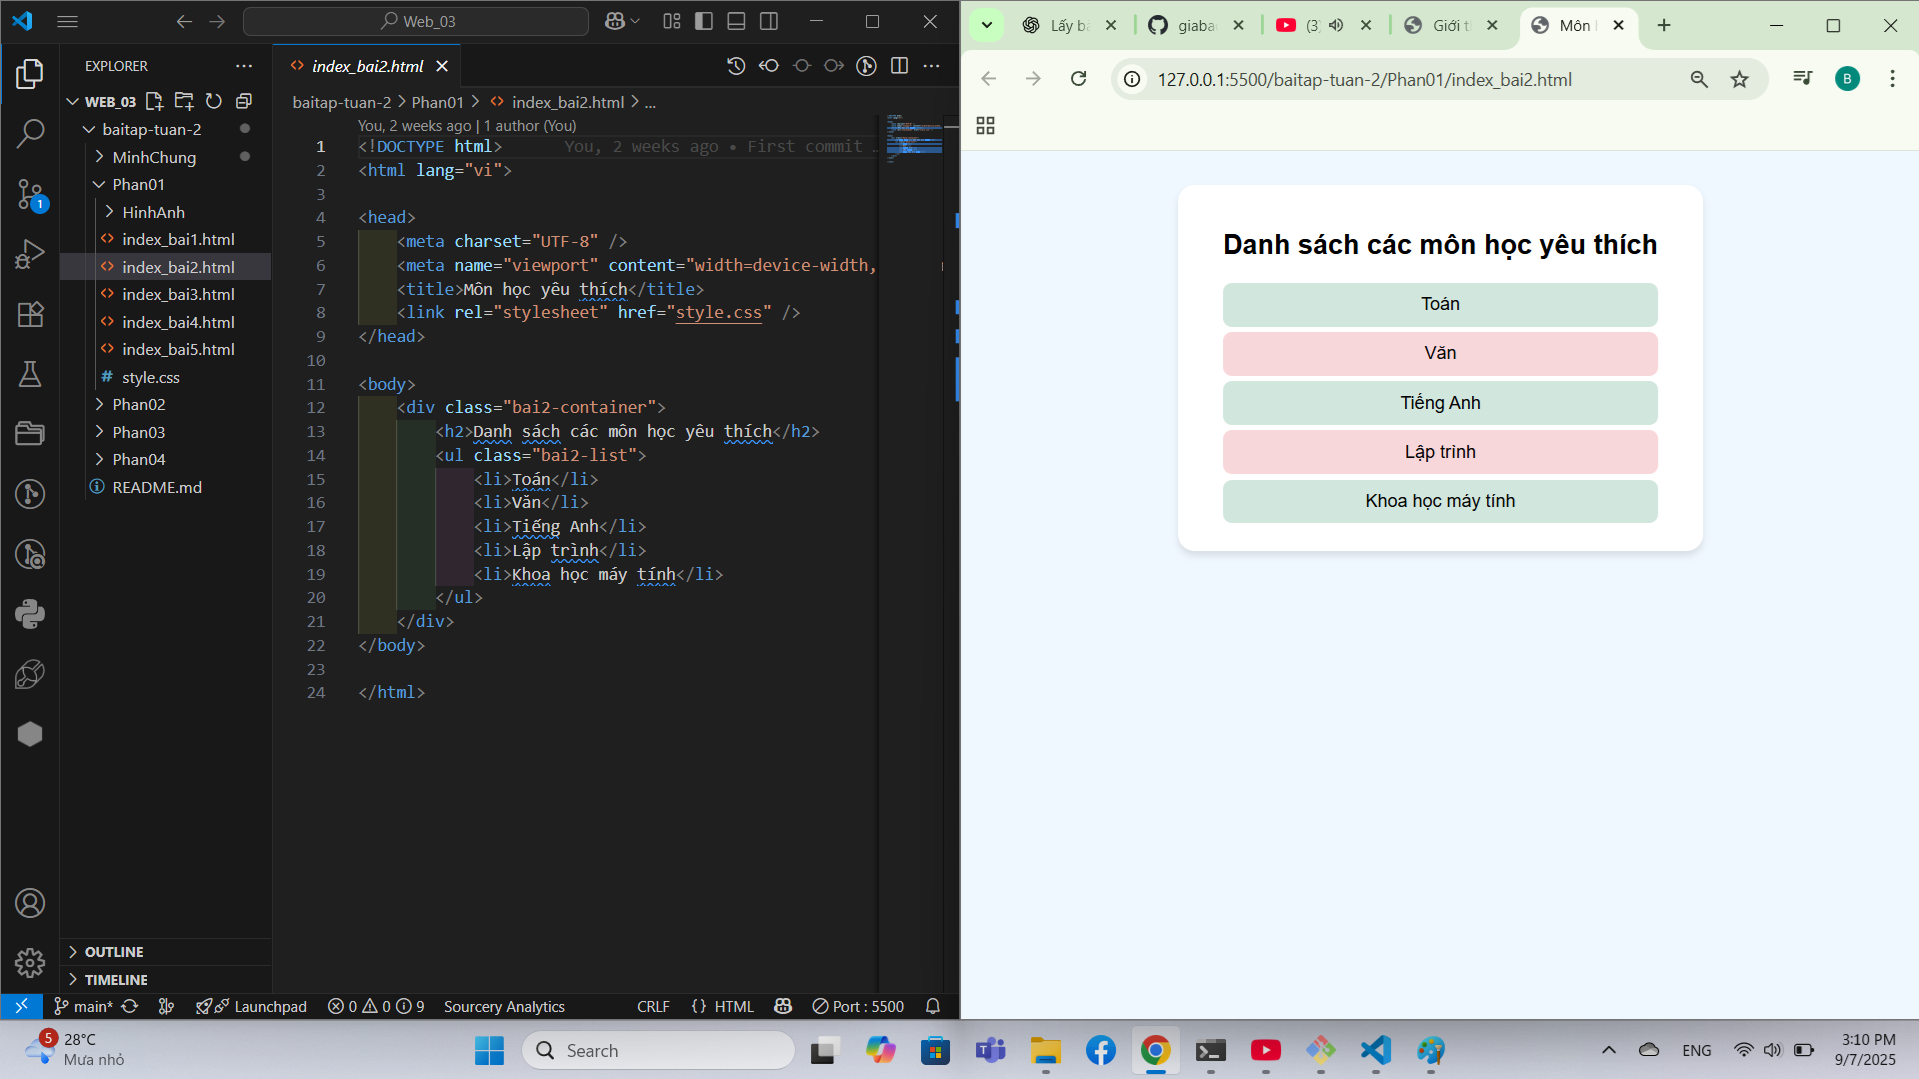 Web_03
EXPLORER
WEB_03
baitap-tuan-2
MinhChung
Phan01
HinhAnh
index_bai1.html
index_bai2.html
index_bai3.html
index_bai4.html
index_bai5.html
# style.css
Phan02
Phan03
Phan04
README.md
OUTLINE
TIMELINE
index_bai2.html
baitap-tuan-2 > Phan01 > index_bai2.html > ...
You, 2 weeks ago | 1 author (You)
1 <!DOCTYPE html> You, 2 weeks ago • First commit …
2 <html lang="vi">
3
4 <head>
5 <meta charset="UTF-8" />
6 <meta name="viewport" content="width=device-width,
7 <title>Môn học yêu thích</title>
8 <link rel="stylesheet" href="style.css" />
9 </head>
10
11 <body>
12 <div class="bai2-container">
13 <h2>Danh sách các môn học yêu thích</h2>
14 <ul class="bai2-list">
15 <li>Toán</li>
16 <li>Văn</li>
17 <li>Tiếng Anh</li>
18 <li>Lập trình</li>
19 <li>Khoa học máy tính</li>
20 </ul>
21 </div>
22 </body>
23
24 </html>
1
main* Launchpad 0 0 9 Sourcery Analytics CRLF {} HTML Port : 5500
Lấy bả
giaba
(3)
Giới t
Môn
127.0.0.1:5500/baitap-tuan-2/Phan01/index_bai2.html
B
Danh sách các môn học yêu thích
Toán
Văn
Tiếng Anh
Lập trình
Khoa học máy tính
5
28°C
Mưa nhỏ
Search
ENG
3:10 PM
9/7/2025